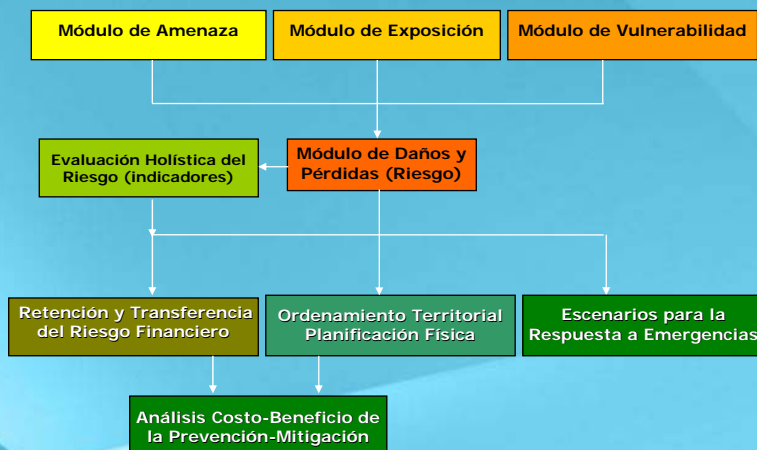 Módulo de Amenaza
Módulo de Exposición
Módulo de Vulnerabilidad
Evaluación Holística del
Riesgo (indicadores)
Módulo de Daños y
Pérdidas (Riesgo)
Retención y Transferencia
del Riesgo Financiero
Ordenamiento Territorial
Planificación Física
Escenarios para la
Respuesta a Emergencias
Análisis Costo-Beneficio de
la Prevención-Mitigación